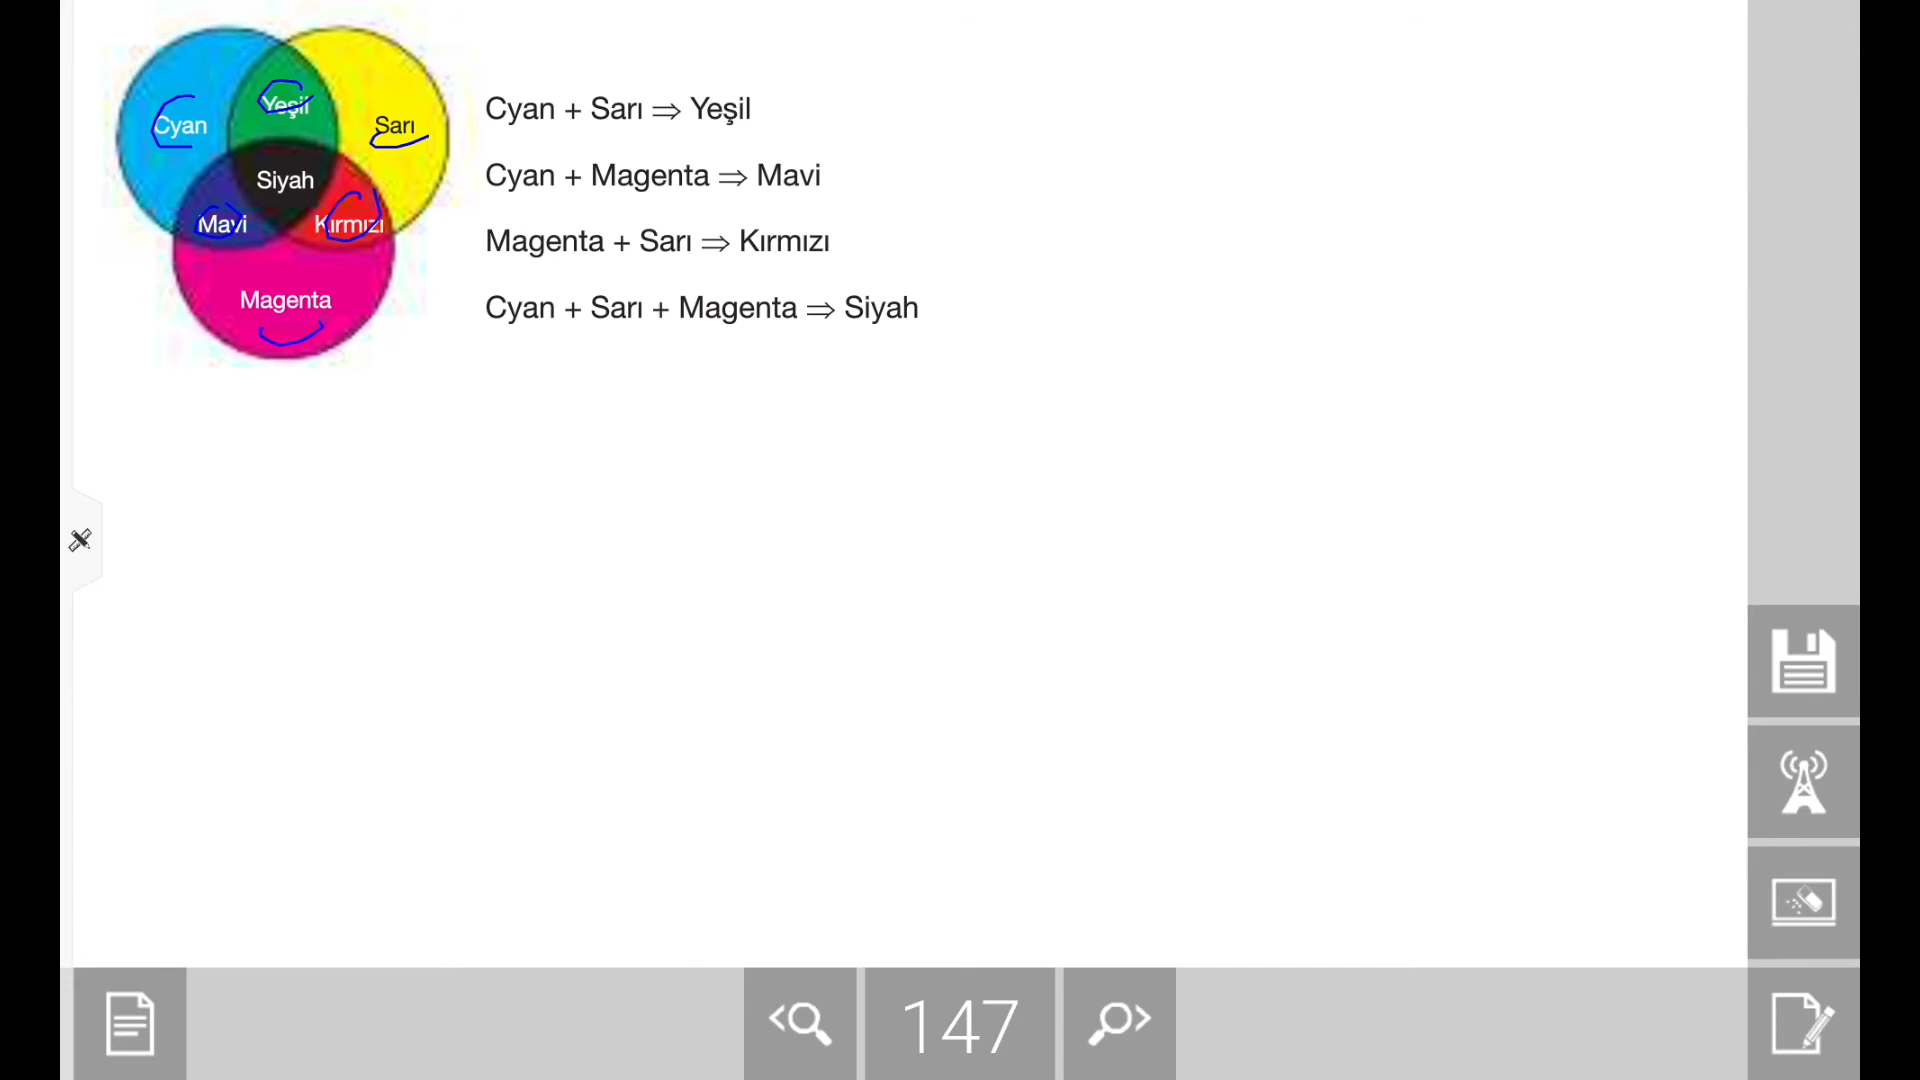 Yeşil
Cyan
Sarı
Siyah
Mavi
Kırmızı
Magenta
Cyan + Sarı ⇒ Yeşil
Cyan + Magenta ⇒ Mavi
Magenta + Sarı ⇒ Kırmızı
Cyan + Sarı + Magenta ⇒ Siyah
147